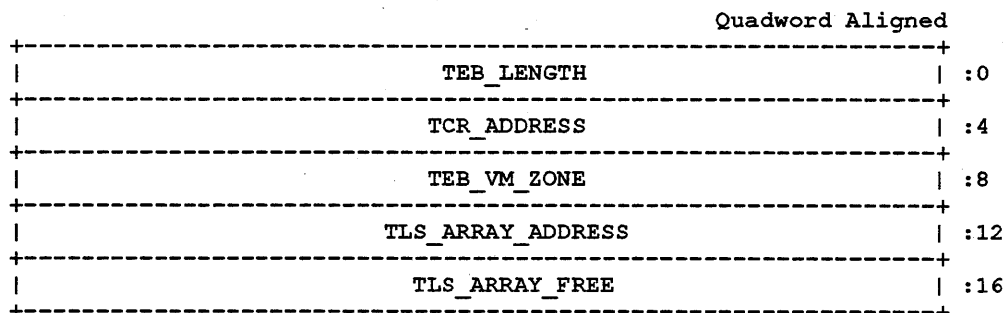 Quadword Aligned
TEB_LENGTH :0
TCR_ADDRESS :4
TEB_VM_ZONE :8
TLS_ARRAY_ADDRESS :12
TLS_ARRAY_FREE :16